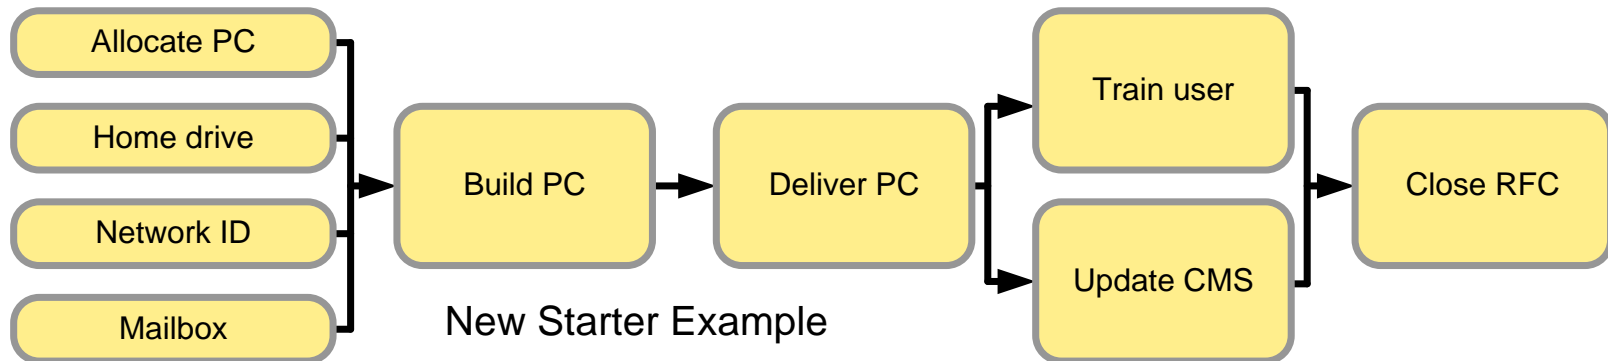 Allocate PC
Home drive
Network ID
Mailbox
Build PC
Deliver PC
Train user
Update CMS
Close RFC
New Starter Example